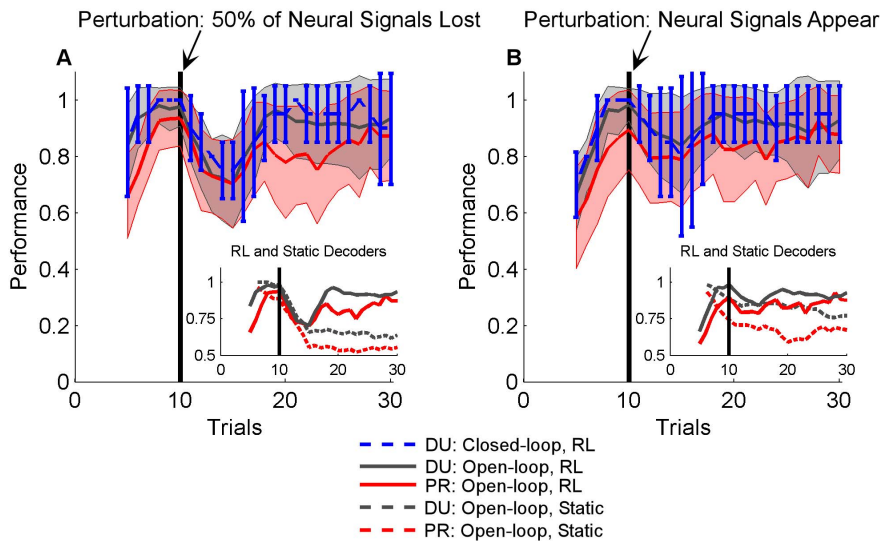 Perturbation: 50% of Neural Signals Lost
Perturbation: Neural Signals Appear
A
1
0.8
0.6
0.4
0.2
0
Performance
0
10
20
30
Trials
RL and Static Decoders
1
0.75
0.5
0
10
20
30
B
1
0.8
0.6
0.4
0.2
0
Performance
0
10
20
30
Trials
RL and Static Decoders
1
0.75
0.5
0
10
20
30
DU: Closed-loop, RL
DU: Open-loop, RL
PR: Open-loop, RL
DU: Open-loop, Static
PR: Open-loop, Static